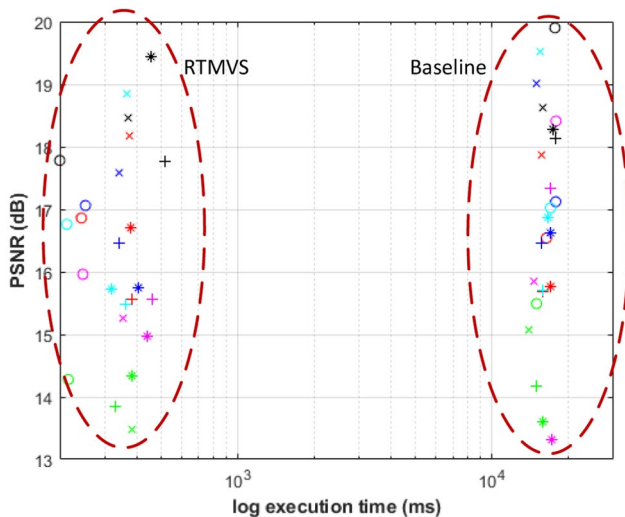 20
RTMVS
Baseline
19
18
17
16
15
14
13
PSNR (dB)
10³
10⁴
log execution time (ms)